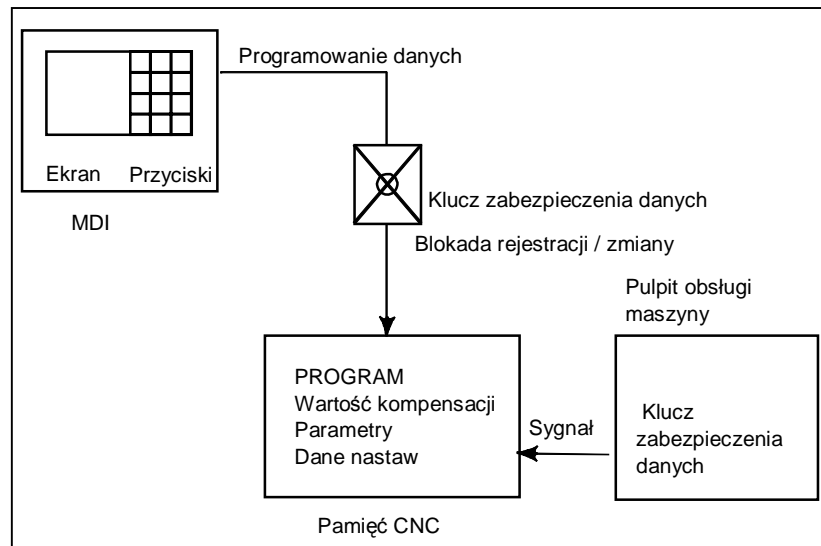 Programowanie danych
Ekran
Przyciski
MDI
Klucz zabezpieczenia danych
Blokada rejestracji / zmiany
Pulpit obsługi
maszyny
PROGRAM
Wartość kompensacji
Parametry
Dane nastaw
Sygnał
Klucz
zabezpieczenia
danych
Pamięć CNC